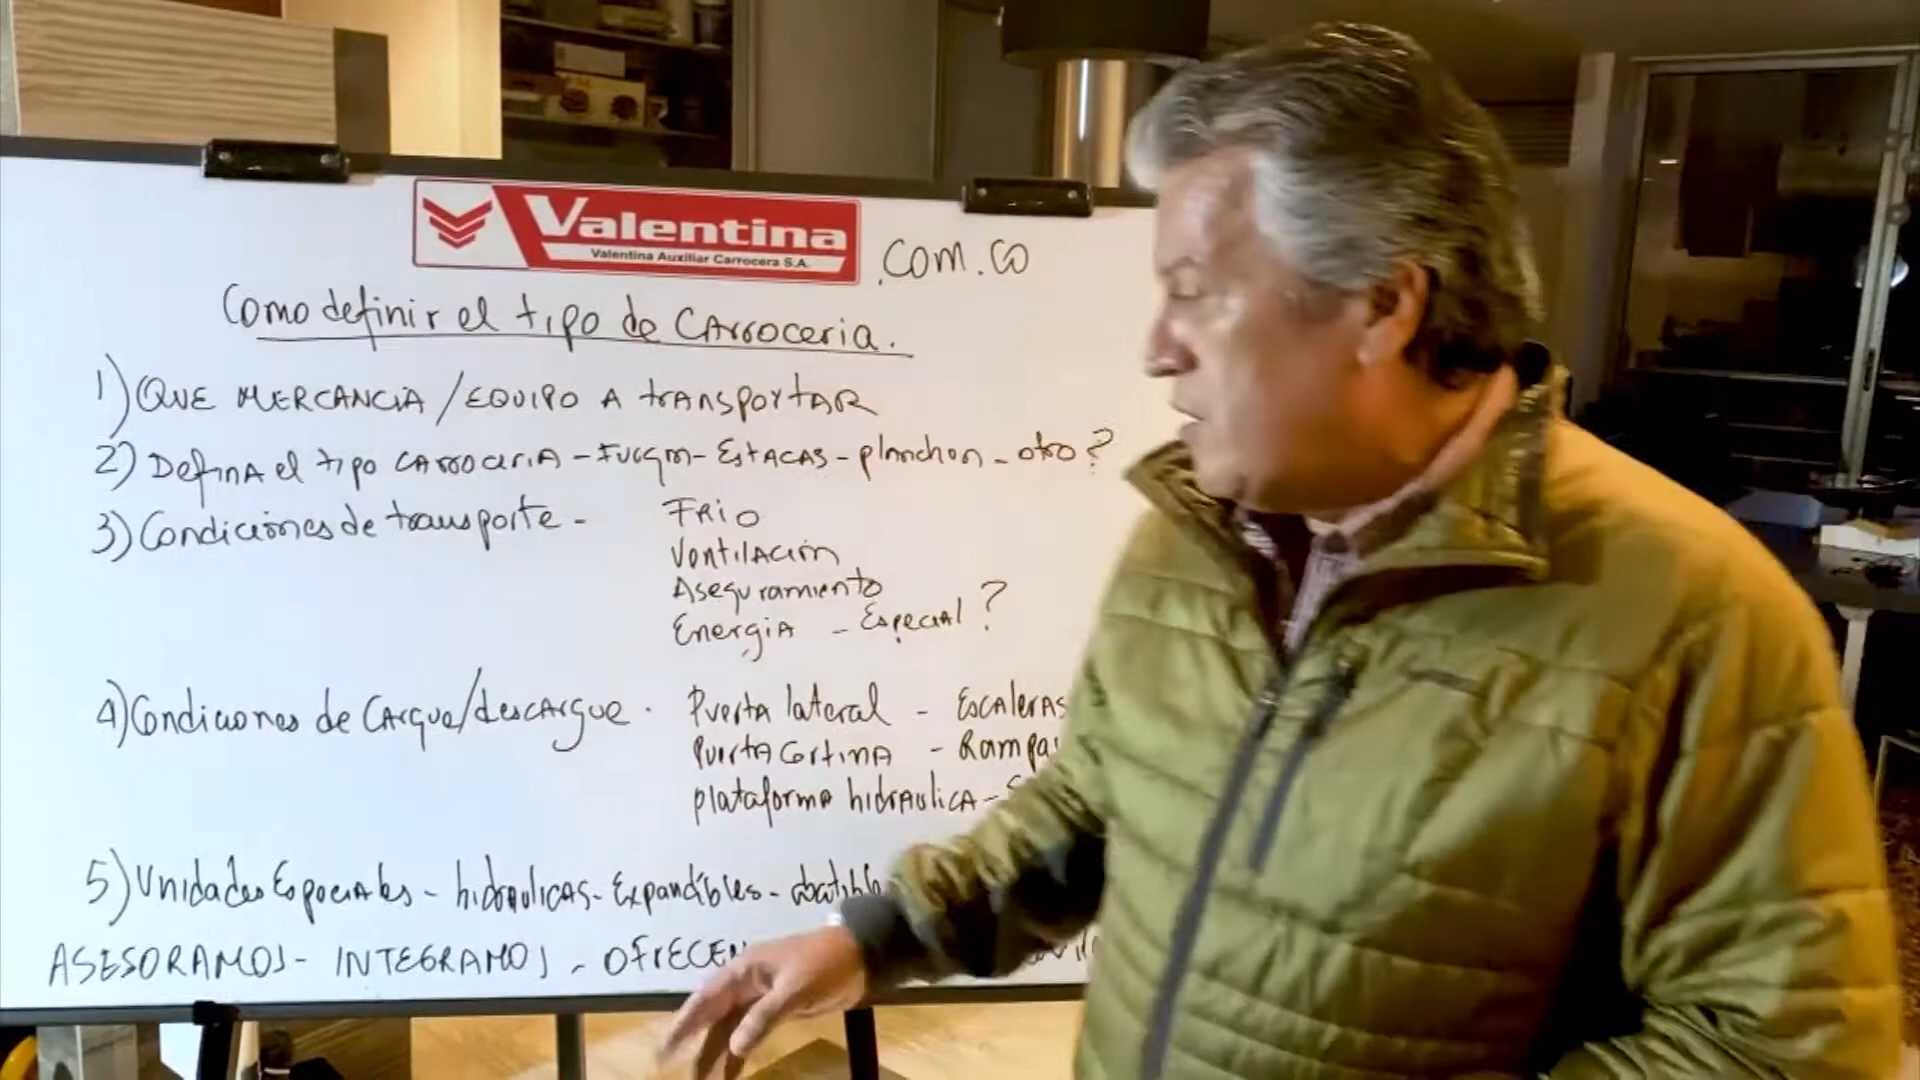 Valentina
Valentina Auxiliar Carrocera S.A.
.com.co
Como definir el tipo de Carroceria.
1) QUE MERCANCIA/EQUIPO A transportar
2) Defina el tipo carroceria - Furgon - Estacas - planchon - otro?
3) Condiciones de transporte - Frio
Ventilación
Aseguramiento
Energia - Especial?
4) Condiciones de Cargue/descargue. Puerta lateral - Escaleras
Puerta Cortina - Rampa
plataforma hidraulica -
5) Unidades Especiales - hidraulicas - Expandibles - abatible
ASESORAMOS - INTEGRAMOS - OFRECEM